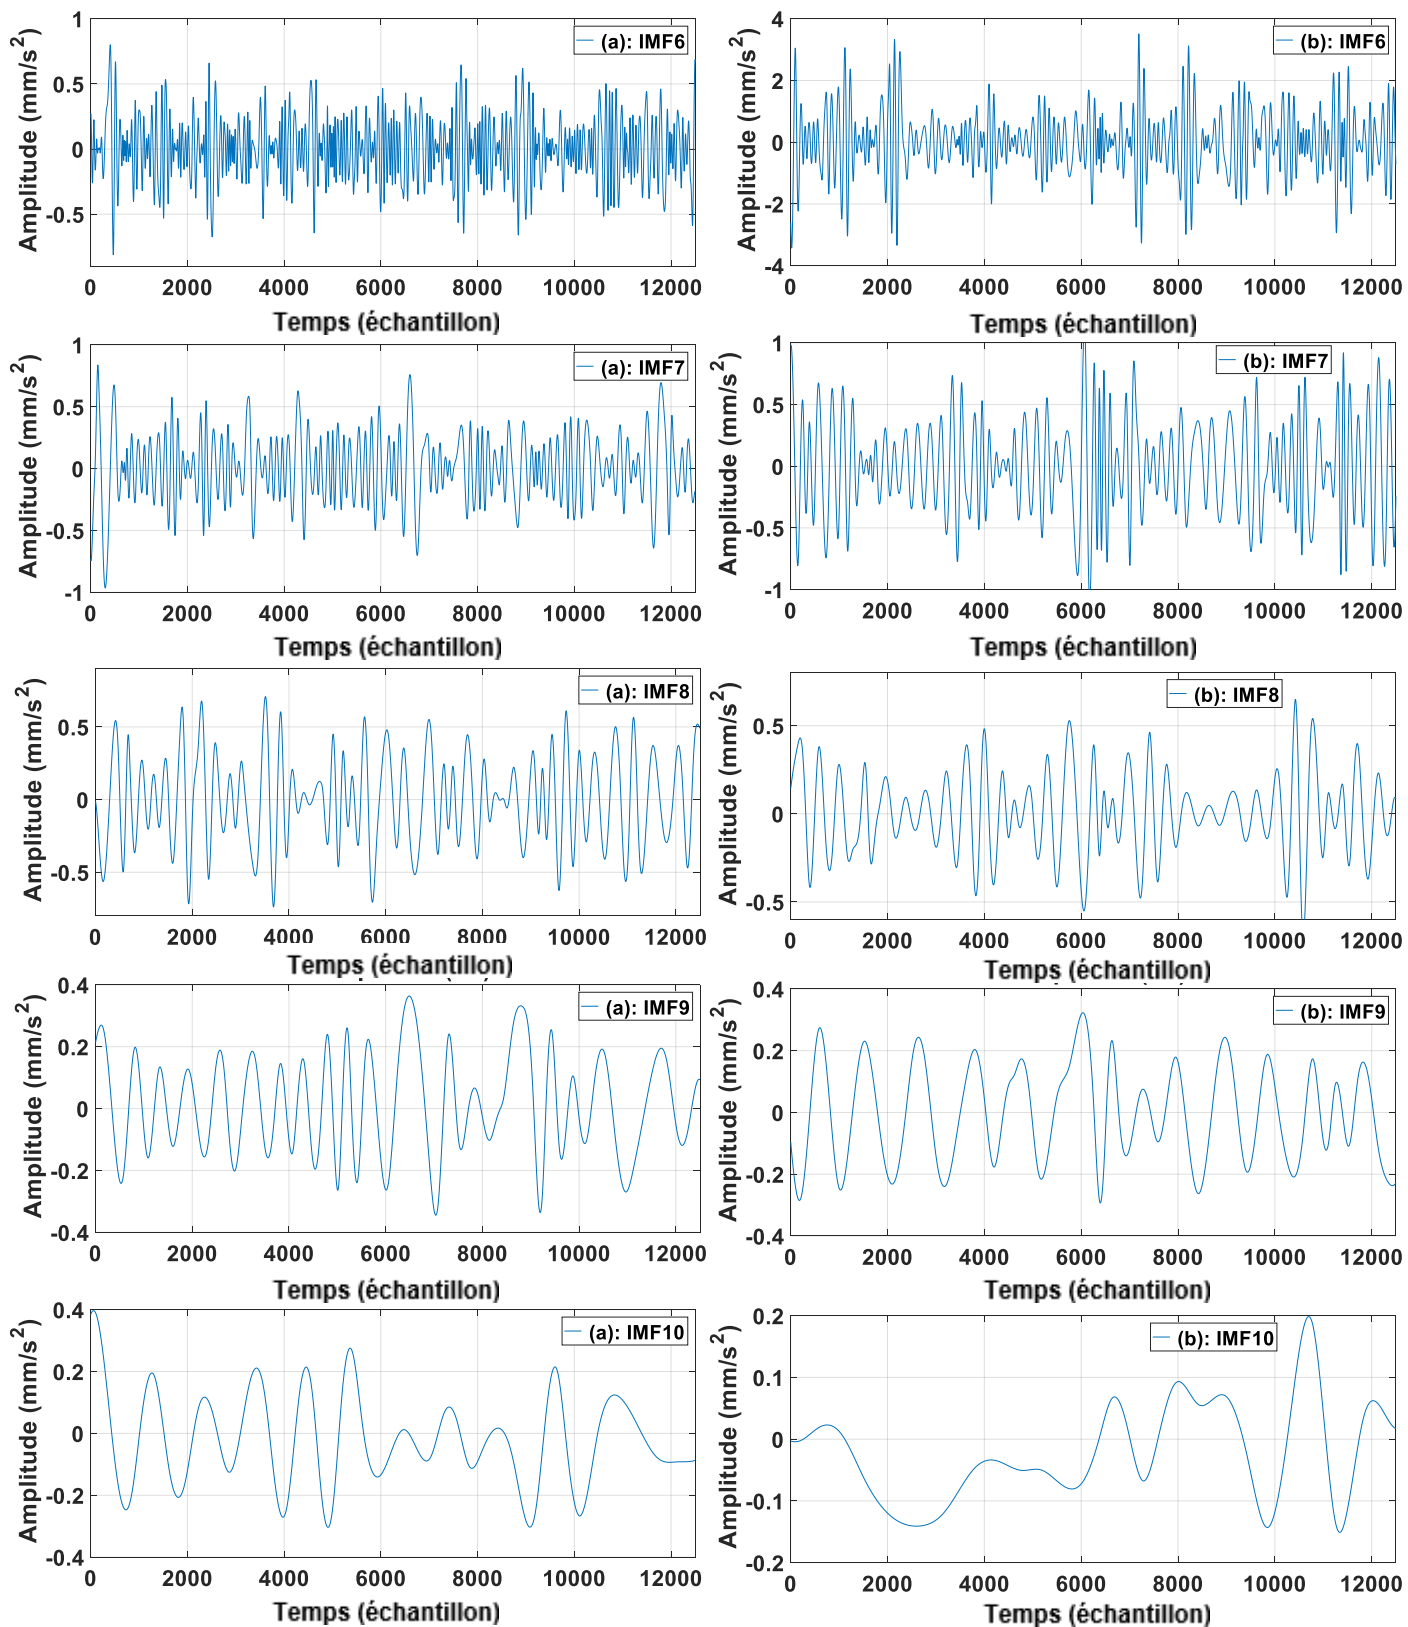 1
0.5
0
-0.5
Amplitude (mm/s²)
(a): IMF6
0 2000 4000 6000 8000 10000 12000
Temps (échantillon)
4
2
0
-2
-4
Amplitude (mm/s²)
(b): IMF6
0 2000 4000 6000 8000 10000 12000
Temps (échantillon)
1
0.5
0
-0.5
-1
Amplitude (mm/s²)
(a): IMF7
0 2000 4000 6000 8000 10000 12000
Temps (échantillon)
1
0.5
0
-0.5
-1
Amplitude (mm/s²)
(b): IMF7
0 2000 4000 6000 8000 10000 12000
Temps (échantillon)
0.5
0
-0.5
Amplitude (mm/s²)
(a): IMF8
0 2000 4000 6000 8000 10000 12000
Temps (échantillon)
0.5
0
-0.5
Amplitude (mm/s²)
(b): IMF8
0 2000 4000 6000 8000 10000 12000
Temps (échantillon)
0.4
0.2
0
-0.2
-0.4
Amplitude (mm/s²)
(a): IMF9
0 2000 4000 6000 8000 10000 12000
Temps (échantillon)
0.4
0.2
0
-0.2
-0.4
Amplitude (mm/s²)
(b): IMF9
0 2000 4000 6000 8000 10000 12000
Temps (échantillon)
0.4
0.2
0
-0.2
-0.4
Amplitude (mm/s²)
(a): IMF10
0 2000 4000 6000 8000 10000 12000
Temps (échantillon)
0.2
0.1
0
-0.1
-0.2
Amplitude (mm/s²)
(b): IMF10
0 2000 4000 6000 8000 10000 12000
Temps (échantillon)